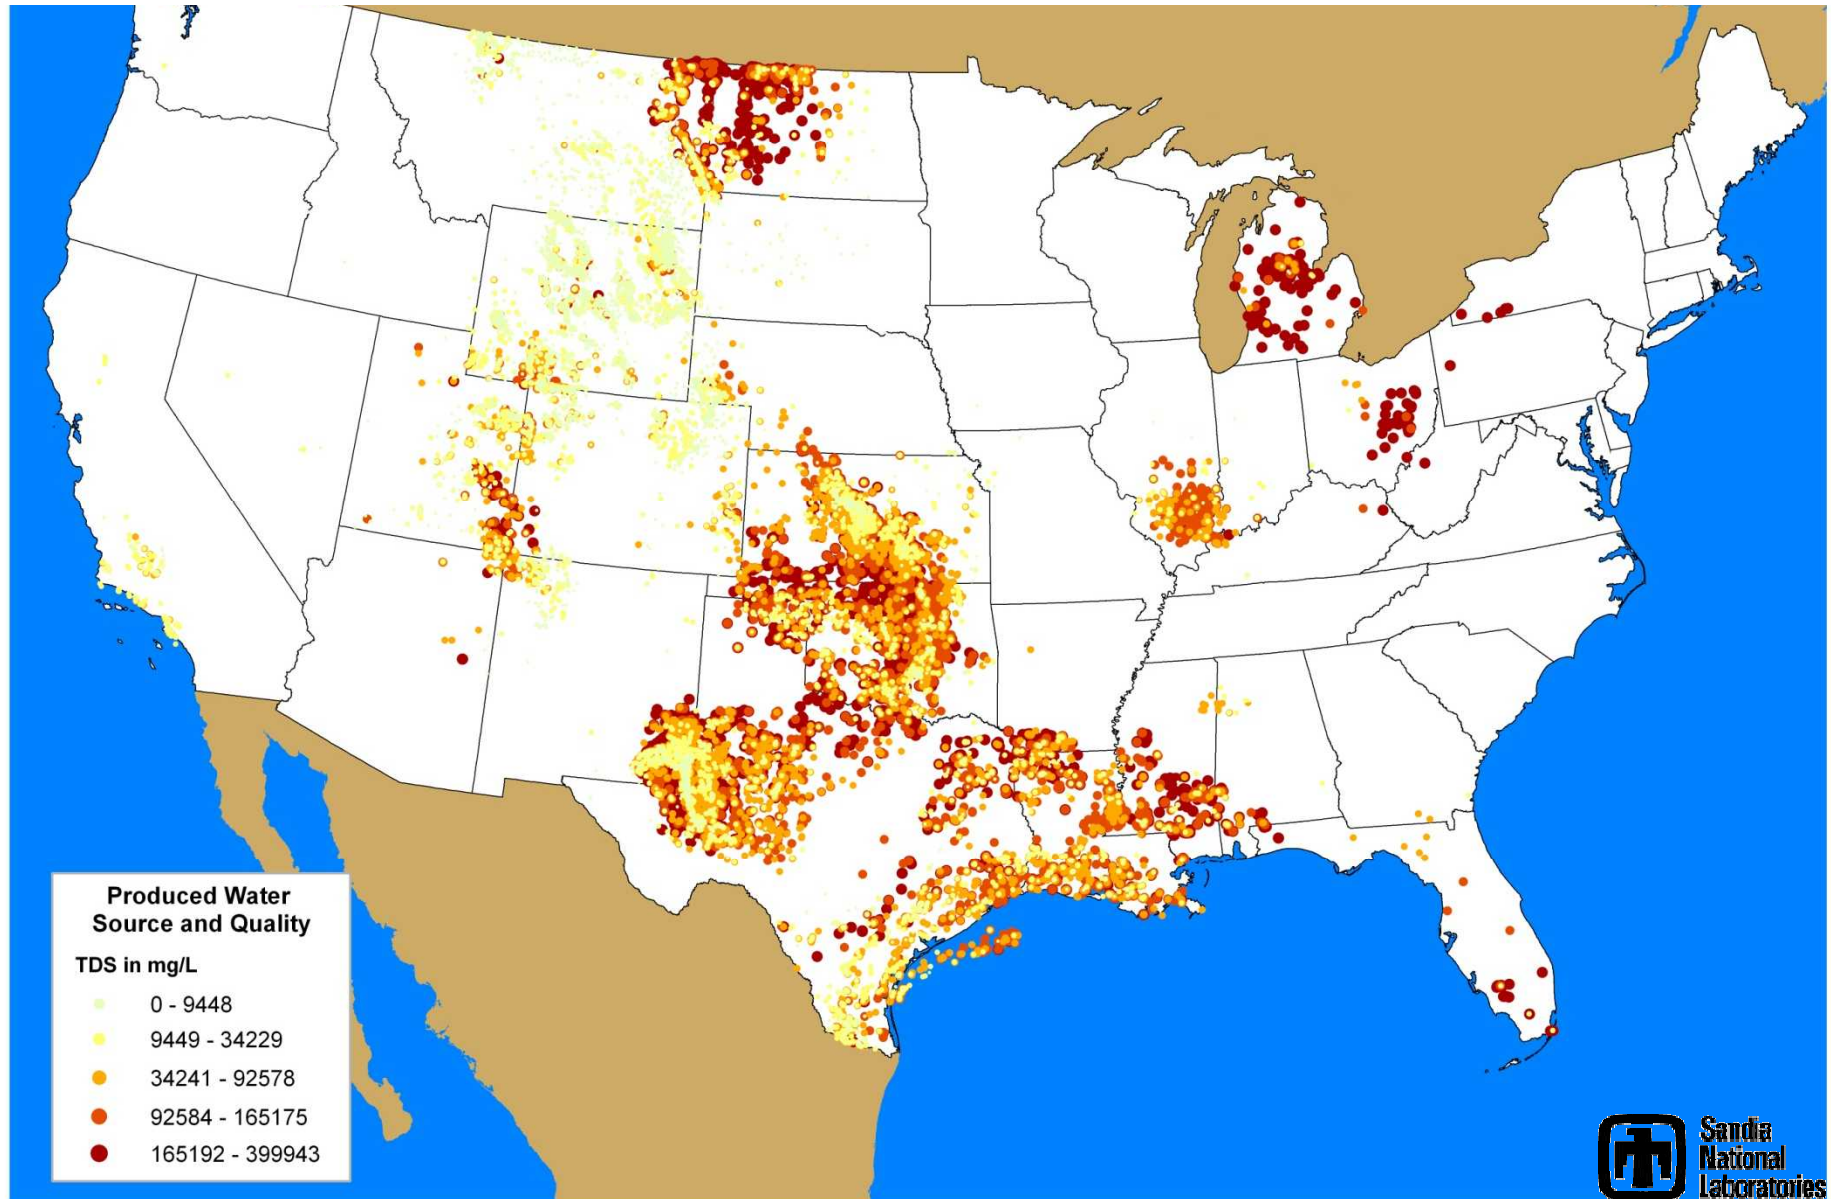 Produced Water
Source and Quality
TDS in mg/L
0 - 9448
9449 - 34229
34241 - 92578
92584 - 165175
165192 - 399943
Sandia
National
Laboratories